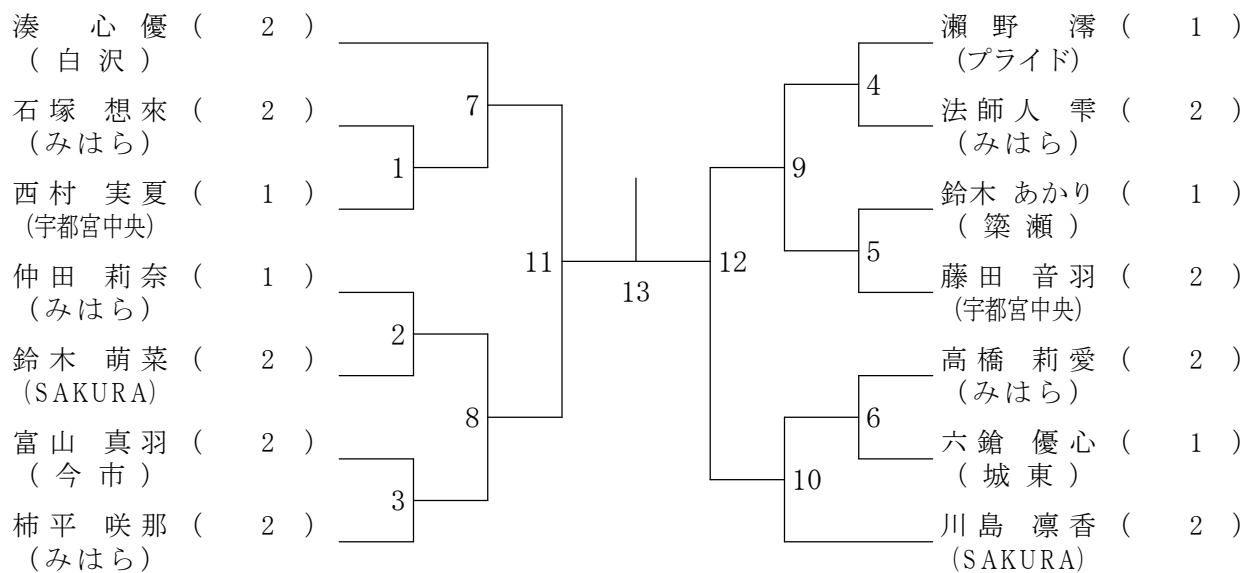 湊 心優 ( 2 )
( 白 沢 )
石塚 想來 ( 2 )
(みはら)
西村 実夏 ( 1 )
(宇都宮中央)
仲田 莉奈 ( 1 )
(みはら)
鈴木 萌菜 ( 2 )
(SAKURA)
富山 真羽 ( 2 )
( 今 市 )
柿平 咲那 ( 2 )
(みはら)
7
1
2
8
3
11
13
12
4
9
5
6
10
瀬野 澪 ( 1 )
(プライド)
法師人 雫 ( 2 )
(みはら)
鈴木 あかり ( 1 )
( 簗 瀬 )
藤田 音羽 ( 2 )
(宇都宮中央)
高橋 莉愛 ( 2 )
(みはら)
六鎗 優心 ( 1 )
( 城 東 )
川島 凛香 ( 2 )
(SAKURA)